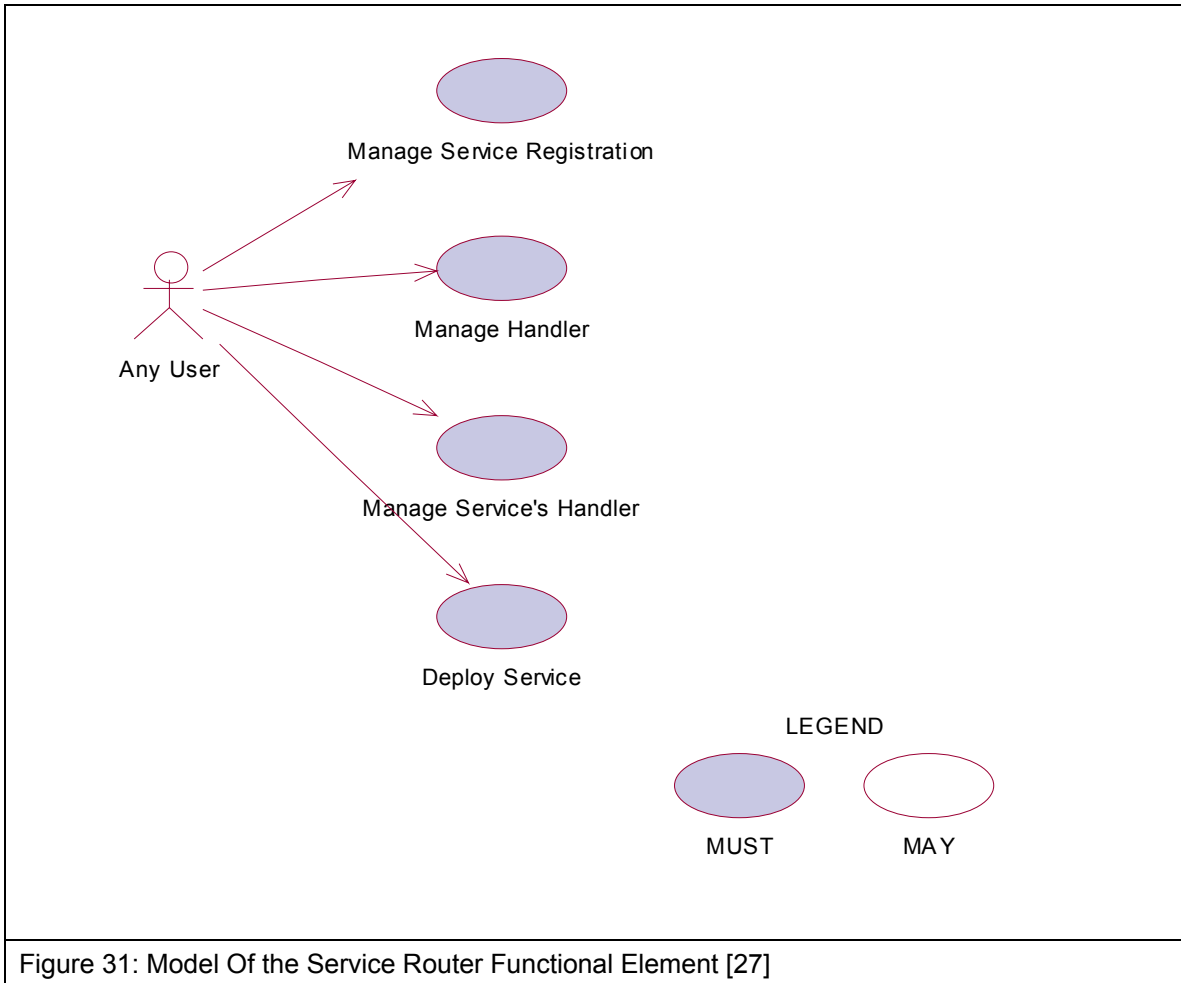 Manage Service Registration
Manage Handler
Any User
Manage Service's Handler
Deploy Service
LEGEND
MUST
MAY
Figure 31: Model Of the Service Router Functional Element [27]